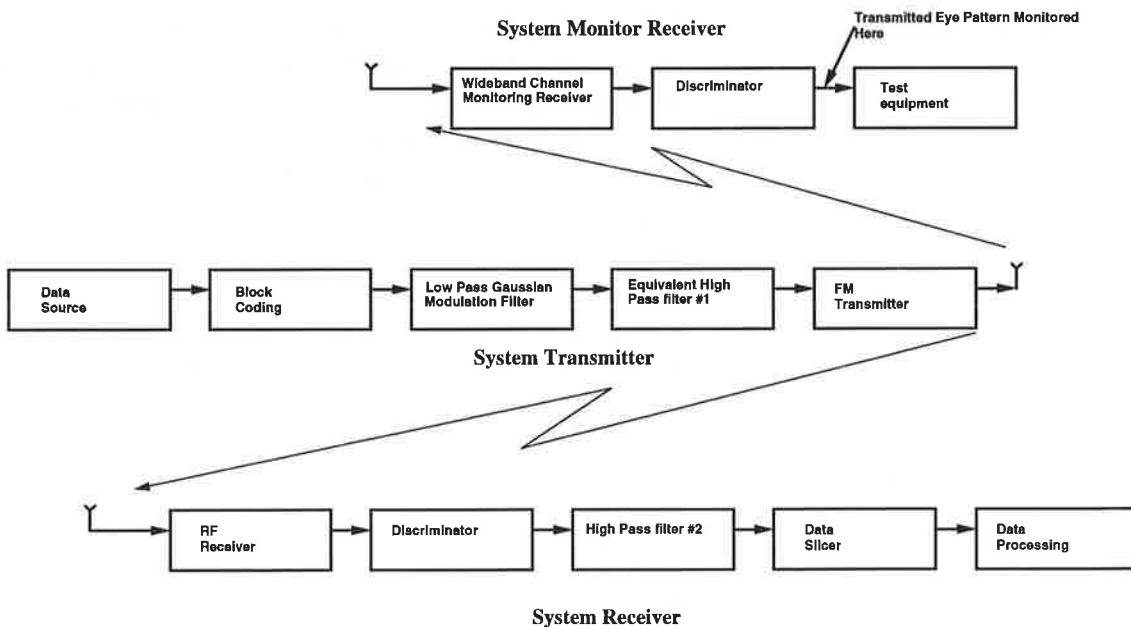 Transmitted Eye Pattern Monitored
Here
System Monitor Receiver
Wideband Channel
Monitoring Receiver
Discriminator
Test
equipment
Data
Source
Block
Coding
Low Pass Gaussian
Modulation Filter
Equivalent High
Pass filter #1
FM
Transmitter
System Transmitter
RF
Receiver
Discriminator
High Pass filter #2
Data
Slicer
Data
Processing
System Receiver